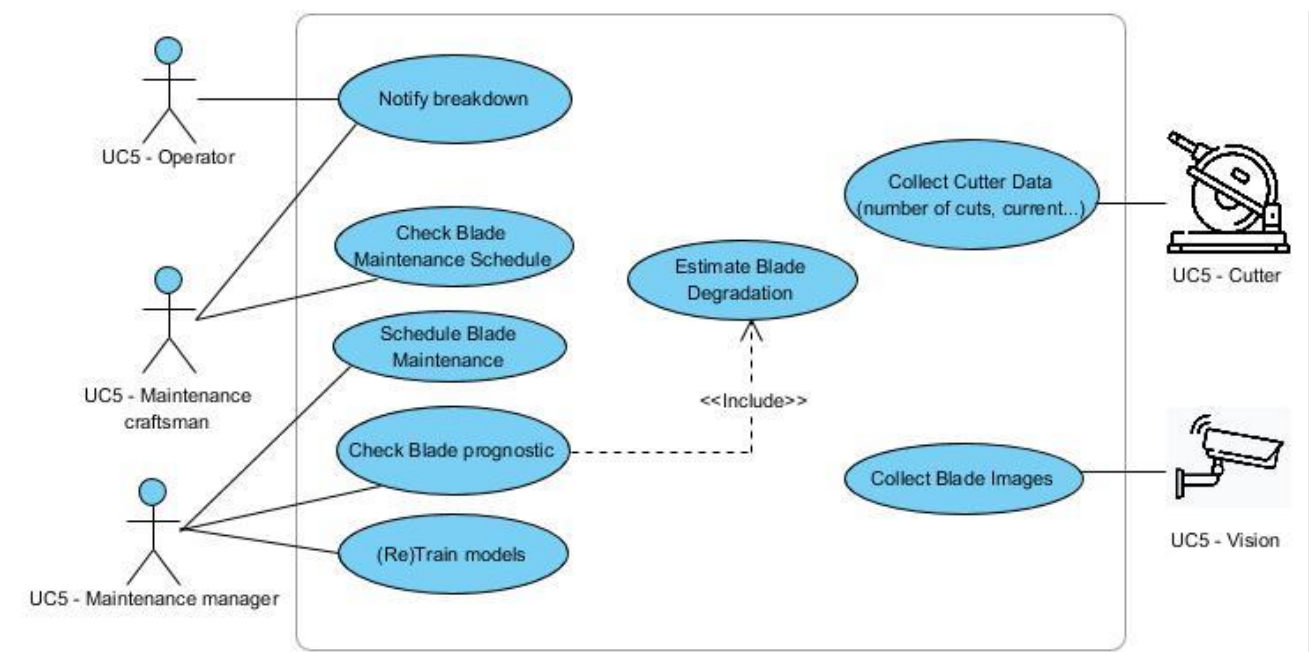 Notify breakdown
UC5 - Operator
Collect Cutter Data
(number of cuts, current...)
Check Blade
Maintenance Schedule
Estimate Blade
Degradation
UC5 - Cutter
Schedule Blade
Maintenance
UC5 - Maintenance
craftsman
<<Include>>
Check Blade prognostic
Collect Blade Images
UC5 - Vision
(Re)Train models
UC5 - Maintenance manager